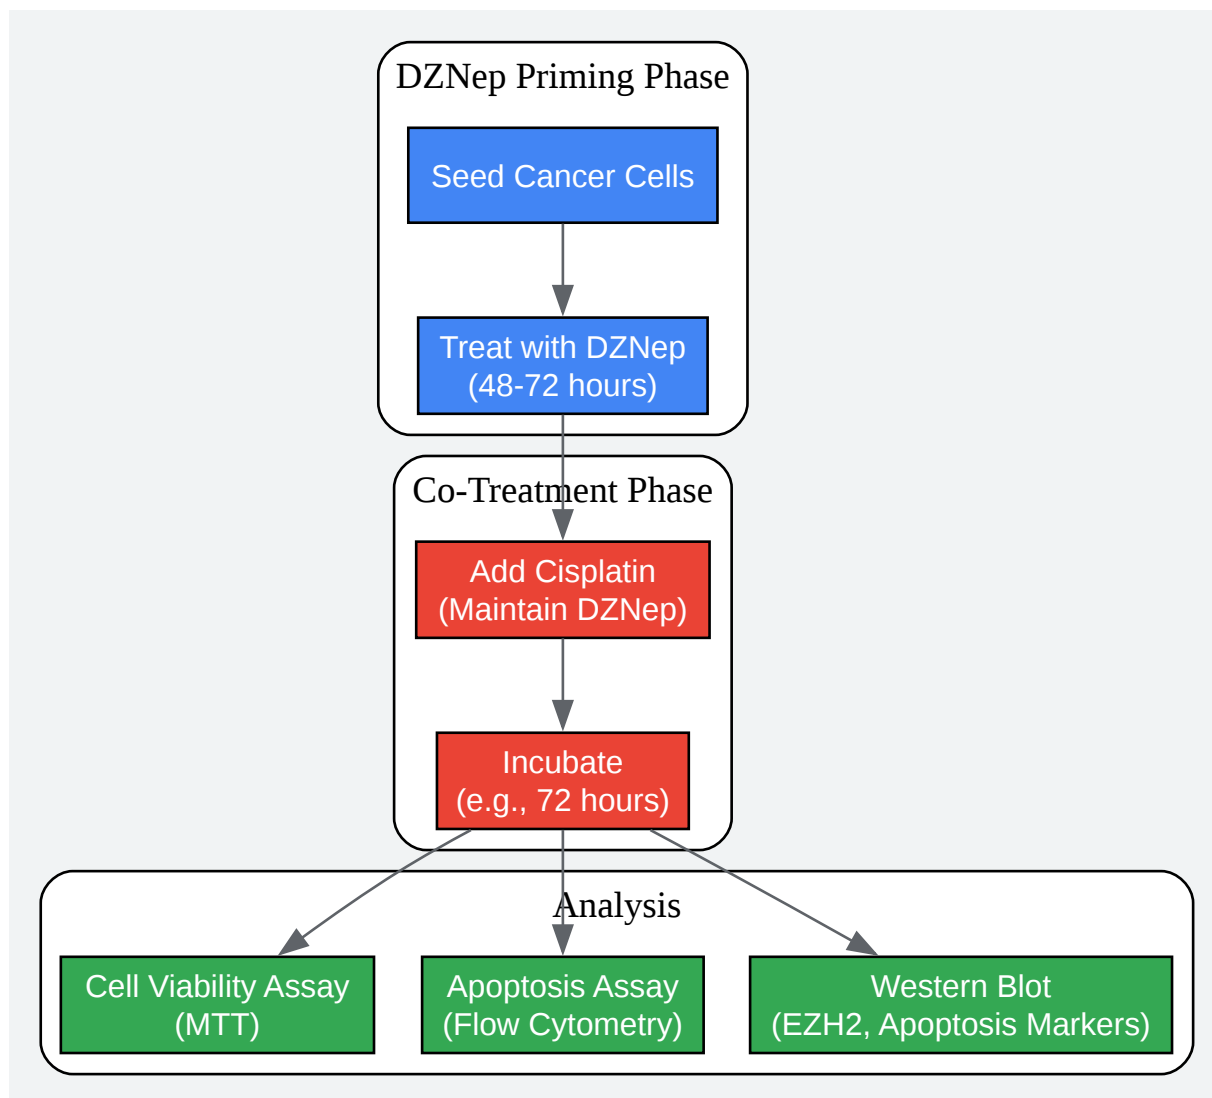 DZNep Priming Phase
Seed Cancer Cells
Treat with DZNep
(48-72 hours)
Co-Treatment Phase
Add Cisplatin
(Maintain DZNep)
Incubate
(e.g., 72 hours)
Analysis
Cell Viability Assay
(MTT)
Apoptosis Assay
(Flow Cytometry)
Western Blot
(EZH2, Apoptosis Markers)